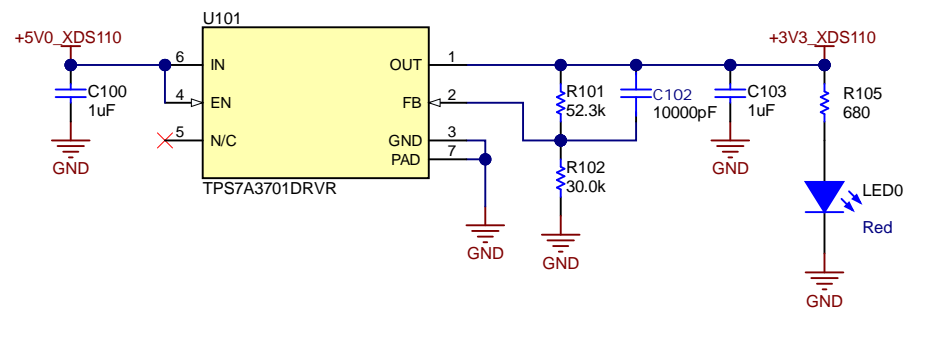 U101
+5V0_XDS110
+3V3_XDS110
6 IN OUT 1
C100
1uF
4 EN FB 2
R101
52.3k
C102
10000pF
C103
1uF
R105
680
5 N/C GND 3
PAD 7
TPS7A3701DRVR
R102
30.0k
GND
GND
GND
GND
LED0
Red
GND